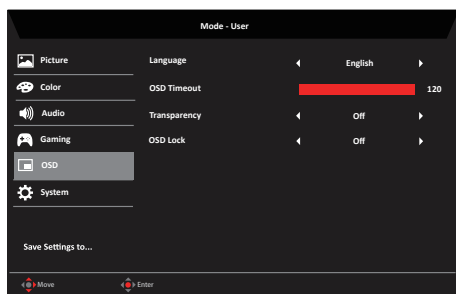 Mode - User
Picture
Language English
Color
OSD Timeout 120
Audio
Transparency Off
Gaming
OSD Lock Off
OSD
System
Save Settings to...
Move Enter